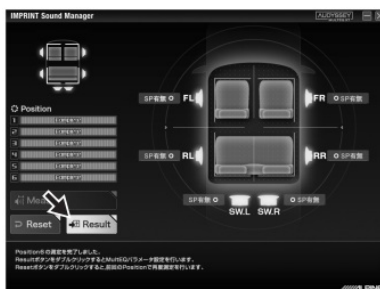 IMPRINT Sound Manager
AUDYSSEY
Position
1
2
3
4
5
6
SP有無 FL
FR SP有無
SP有無 RL
RR SP有無
SP有無 SW.L SW.R SP有無
Reset
Result
Position6の測定を完了しました。
ResultボタンをダブルクリックするとMultEQパラメータ設定を行います。
Resetボタンをダブルクリックすると、前回のPositionで再度測定を行います。